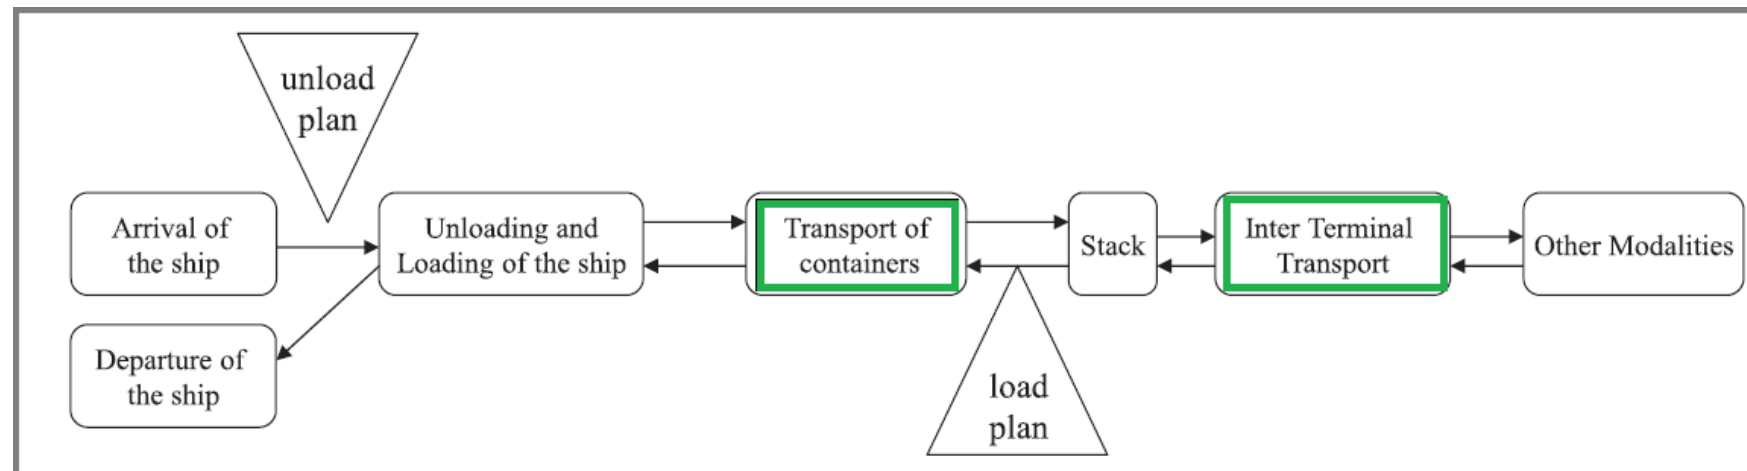 unload
plan
Arrival of
the ship
Unloading and
Loading of the ship
Transport of
containers
Stack
Inter Terminal
Transport
Other Modalities
Departure of
the ship
load
plan